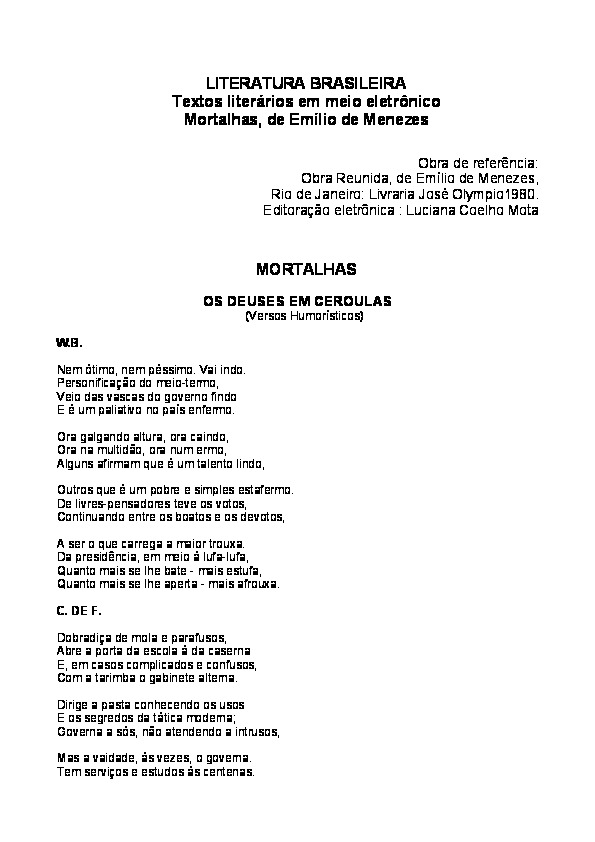 LITERATURA BRASILEIRA
Textos literários em meio eletrônico
Mortalhas, de Emílio de Menezes
Obra de referência:
Obra Reunida, de Emílio de Menezes,
Rio de Janeiro: Livraria José Olympio1980.
Editoração eletrônica : Luciana Coelho Mota
MORTALHAS
OS DEUSES EM CEROULAS
(Versos Humorísticos)
W.B.
Nem ótimo, nem péssimo. Vai indo.
Personificação do meio-termo,
Veio das vascas do governo findo
E é um paliativo no país enfermo.
Ora galgando altura, ora caindo,
Ora na multidão, ora num ermo,
Alguns afirmam que é um talento lindo,
Outros que é um pobre e simples estafermo.
De livres-pensadores teve os votos,
Continuando entre os boatos e os devotos,
A ser o que carrega a maior trouxa.
Da presidência, em meio à lufa-lufa,
Quanto mais se lhe bate - mais estufa,
Quanto mais se lhe aperta - mais afrouxa.
C. DE F.
Dobradiça de mola e parafusos,
Abre a porta da escola à da caserna
E, em casos complicados e confusos,
Com a tarimba o gabinete alterna.
Dirige a pasta conhecendo os usos
E os segredos da tática moderna;
Governa a sós, não atendendo a intrusos,
Mas a vaidade, às vezes, o governa.
Tem serviços e estudos às centenas.